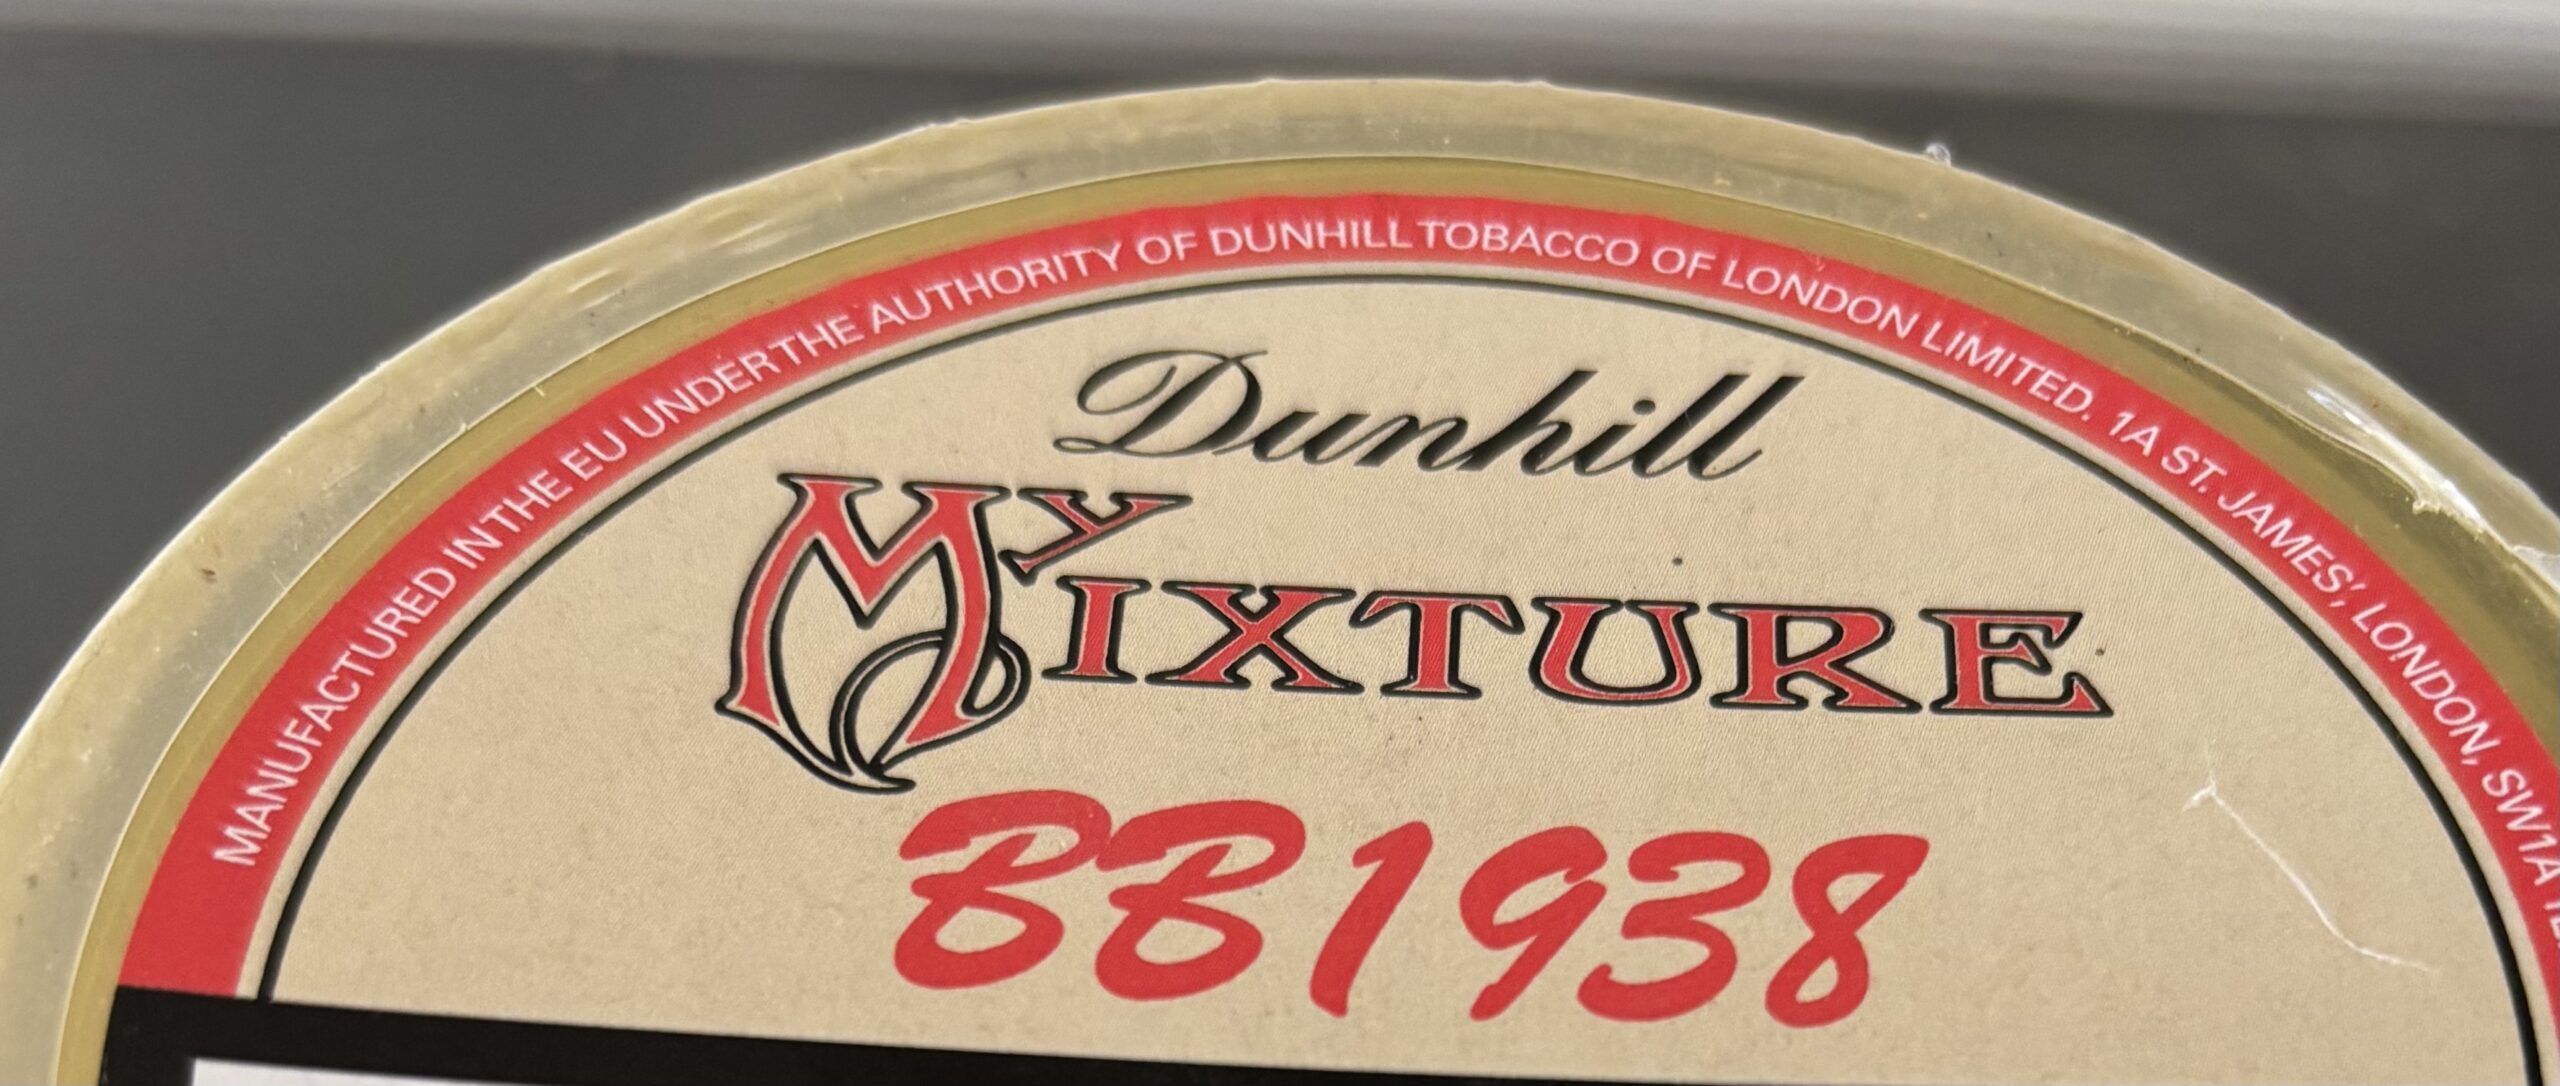 MANUFACTURED IN THE EU UNDER THE AUTHORITY OF DUNHILL TOBACCO OF LONDON LIMITED. 1A ST. JAMES', LONDON, SW1A
Dunhill
My
MIXTURE
BB1938